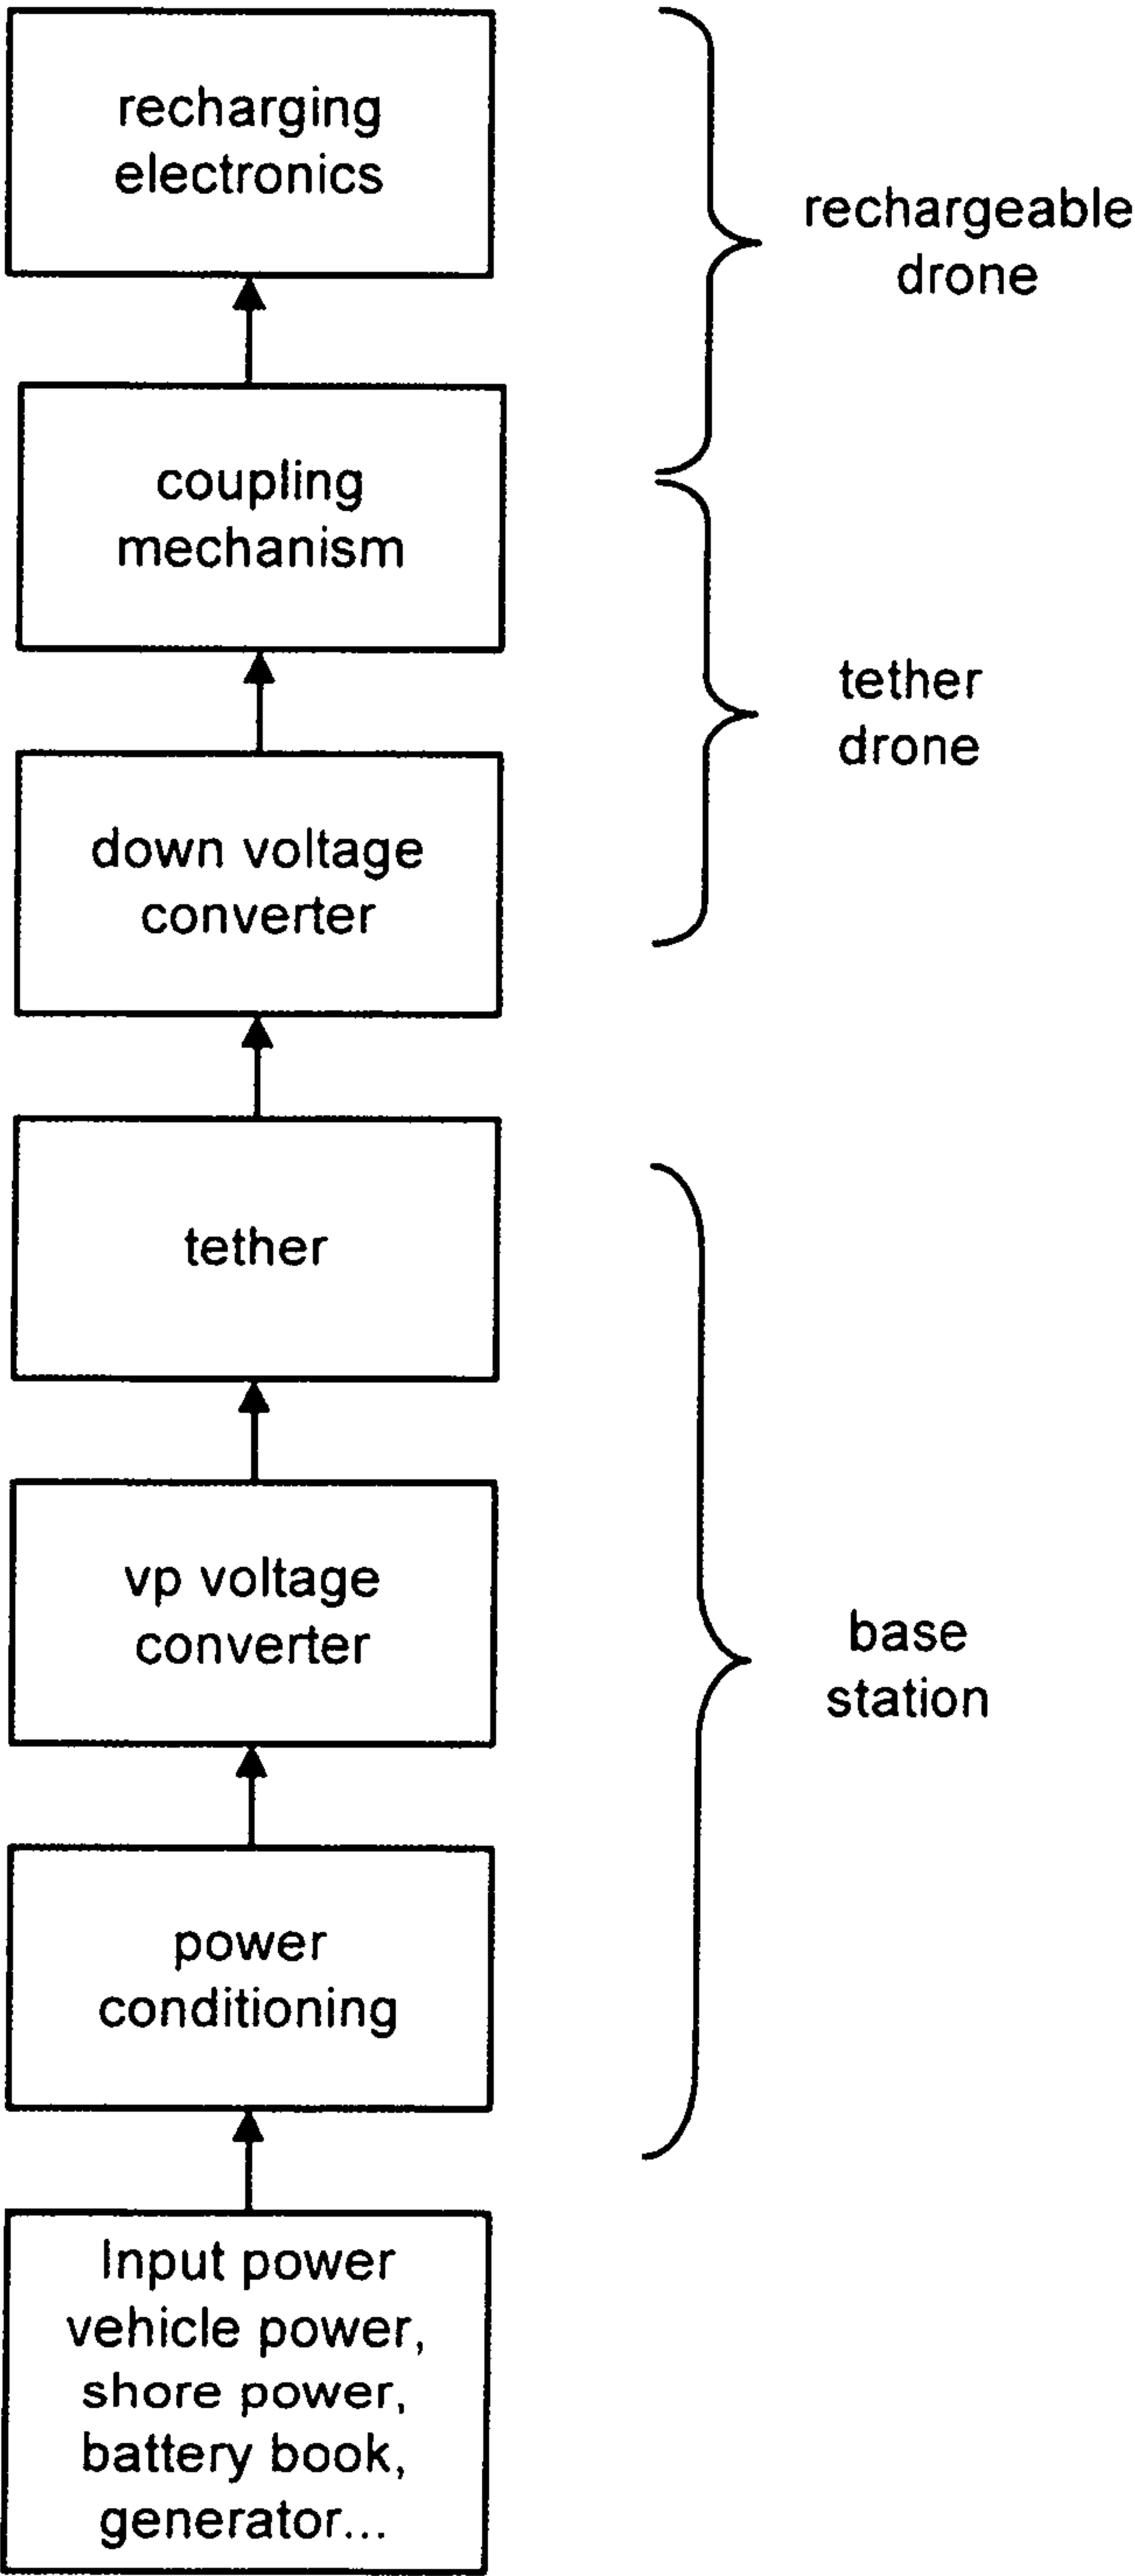 recharging
electronics
rechargeable
drone
coupling
mechanism
tether
drone
down voltage
converter
tether
vp voltage
converter
base
station
power
conditioning
Input power
vehicle power,
shore power,
battery book,
generator...